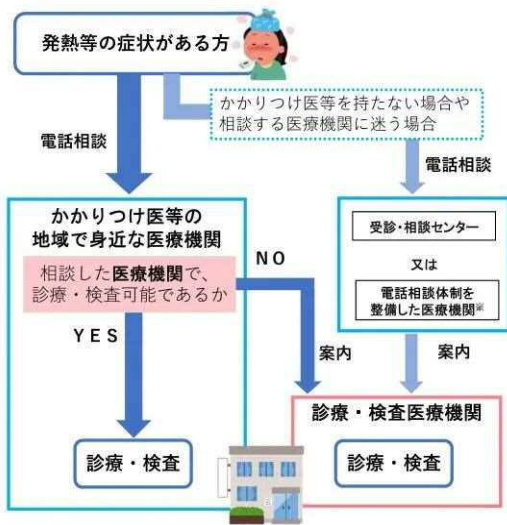 発熱等の症状がある方
かかりつけ医等を持たない場合や
相談する医療機関に迷う場合
電話相談
電話相談
かかりつけ医等の
地域で身近な医療機関
相談した医療機関で、
診療・検査可能であるか
NO
YES
受診・相談センター
又は
電話相談体制を
整備した医療機関※
案内
案内
診療・検査
診療・検査医療機関
診療・検査